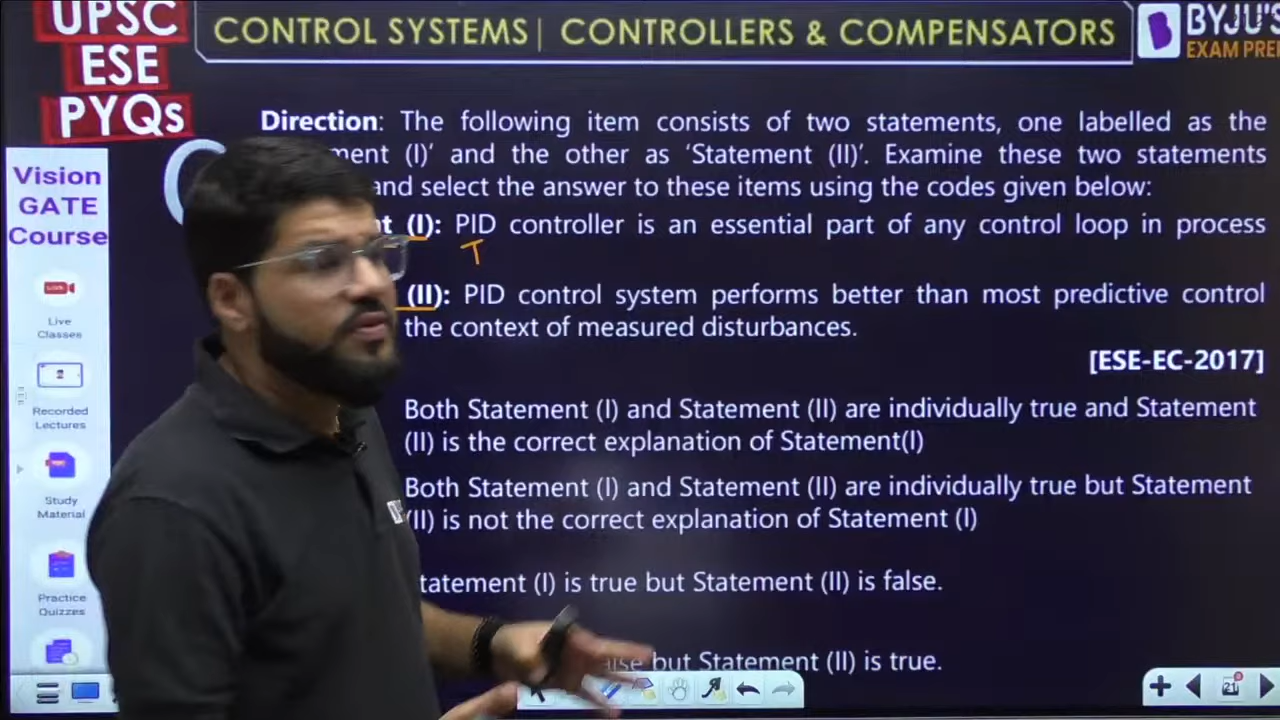 UPSC
ESE
PYQs
CONTROL SYSTEMS| CONTROLLERS & COMPENSATORS
BYJU'S
EXAM PRE
Vision
GATE
Course
LIVE
Live
Classes
Recorded
Lectures
Study
Material
Practice
Quizzes
Direction: The following item consists of two statements, one labelled as the
(I)' and the other as 'Statement (II)'. Examine these two statements
and select the answer to these items using the codes given below:
(I): PID controller is an essential part of any control loop in process
T
(II): PID control system performs better than most predictive control
the context of measured disturbances.
[ESE-EC-2017]
Both Statement (I) and Statement (II) are individually true and Statement
(II) is the correct explanation of Statement(I)
Both Statement (I) and Statement (II) are individually true but Statement
(II) is not the correct explanation of Statement (I)
tatement (I) is true but Statement (II) is false.
but Statement (II) is true.
21